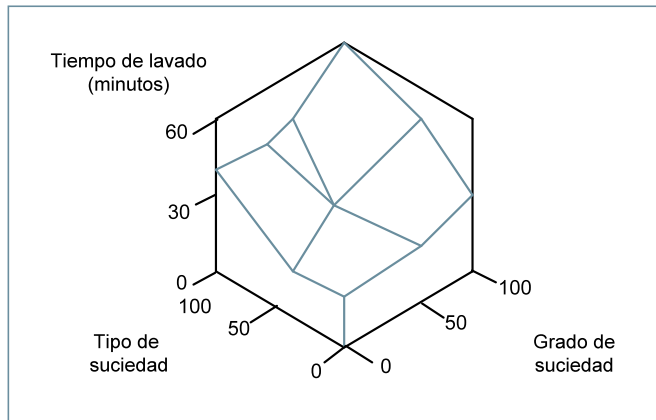 Tiempo de lavado
(minutos)
60
30
0
100
50
0
0
50
100
Tipo de
suciedad
Grado de
suciedad